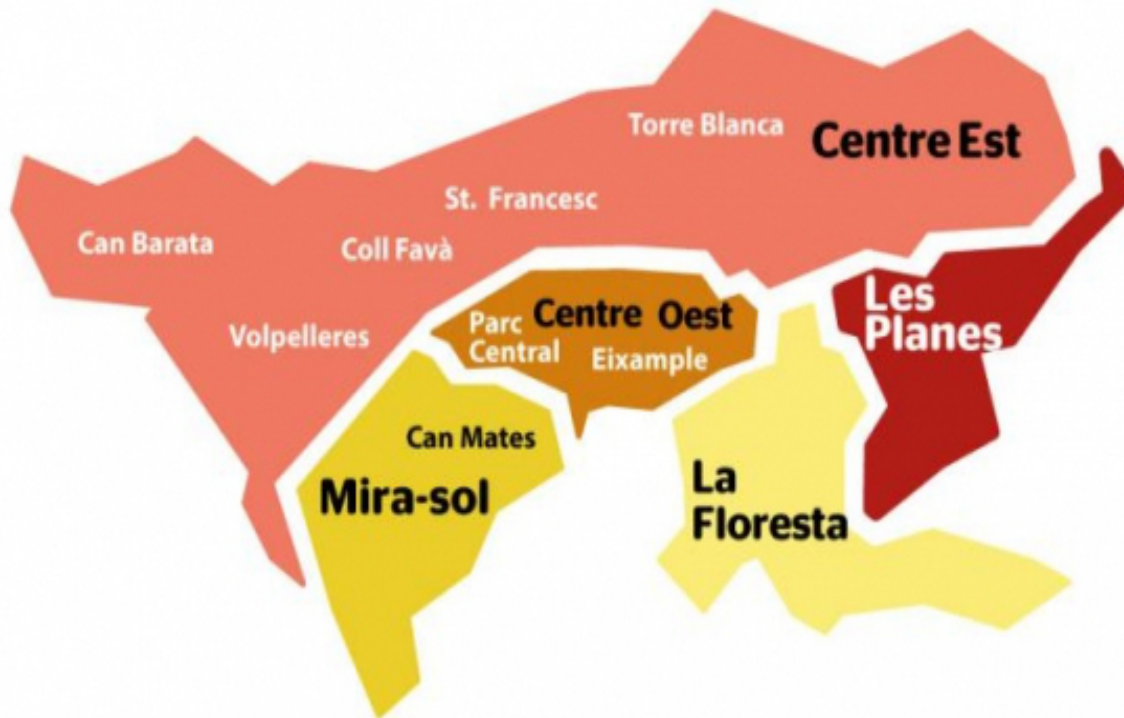 Torre Blanca
Centre Est
St. Francesc
Can Barata
Coll Favà
Volpelleres
Parc
Central
Centre Oest
Eixample
Les
Planes
Can Mates
Mira-sol
La
Floresta